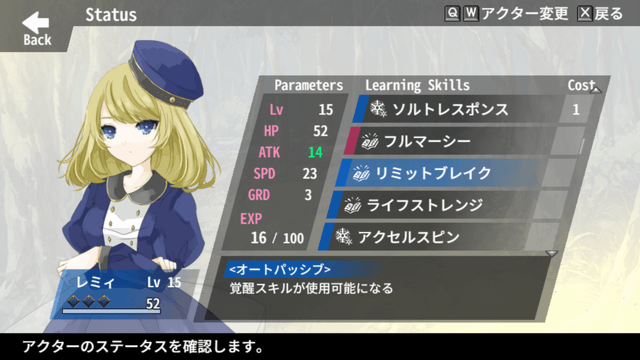 Back
Status
Q W アクター変更 X 戻る
Parameters
Lv 15
HP 52
ATK 14
SPD 23
GRD 3
EXP
16 / 100
Learning Skills Cost
ソルトレスポンス 1
フルマーシー
リミットブレイク
ライフストレンジ
アクセルスピン
<オートパッシブ>
覚醒スキルが使用可能になる
レミィ Lv 15
52
アクターのステータスを確認します。